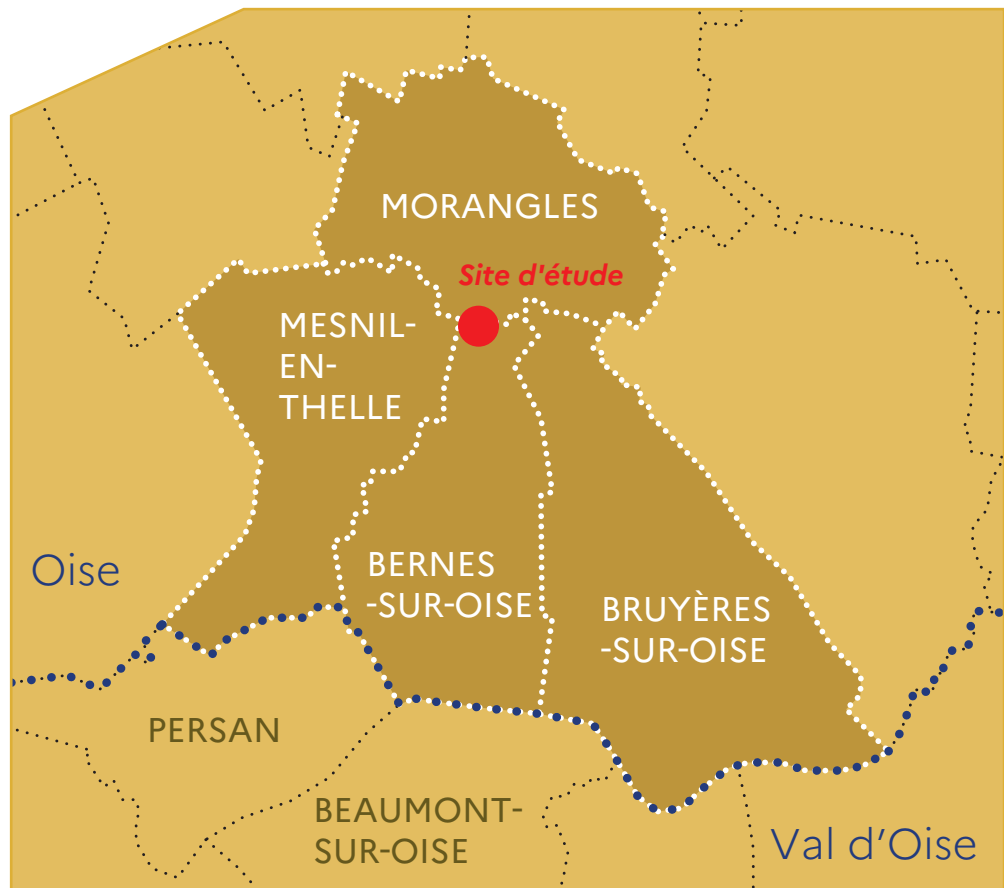 MORANGLES
Site d'étude
MESNIL-
EN-
THELLE
Oise
BERNES
-SUR-OISE
BRUYÈRES
-SUR-OISE
PERSAN
BEAUMONT-
SUR-OISE
Val d'Oise